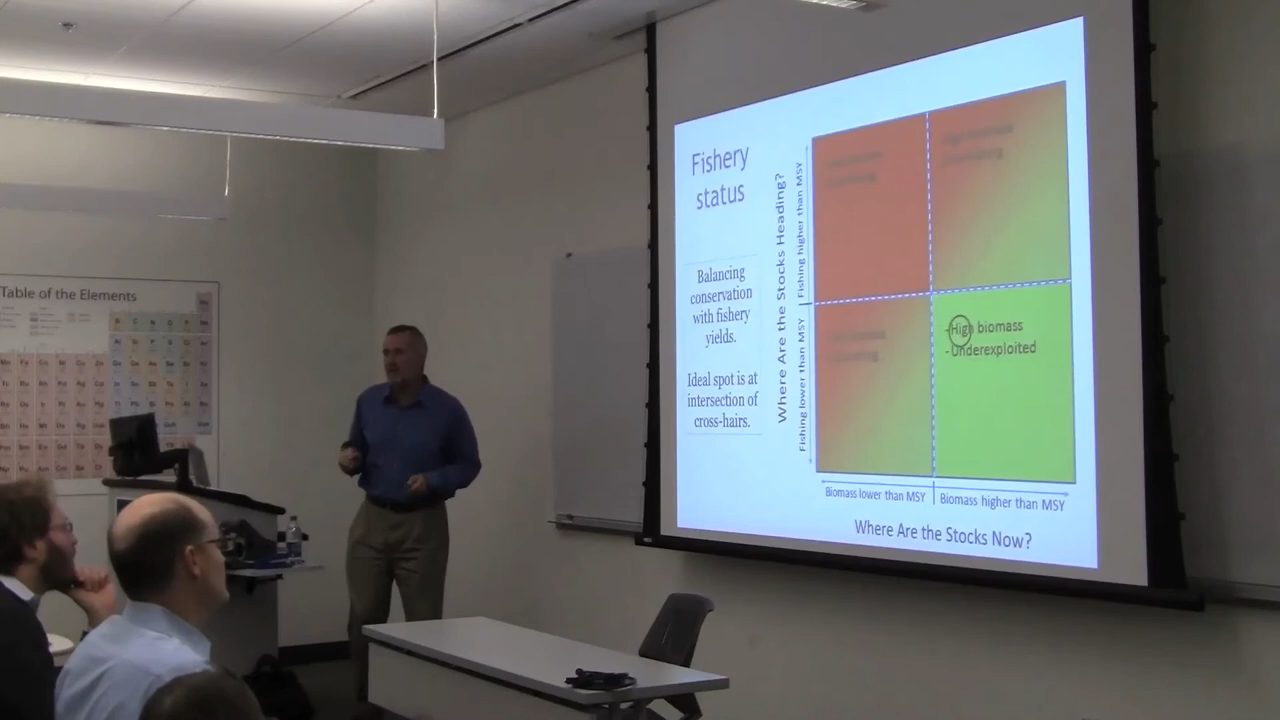 Table of the Elements
Fishery
status
Balancing
conservation
with fishery
yields.
Ideal spot is at
intersection of
cross-hairs.
Where Are the Stocks Heading?
Fishing higher than MSY
Fishing lower than MSY
-High biomass
- Underexploited
Biomass lower than MSY
Biomass higher than MSY
Where Are the Stocks Now?